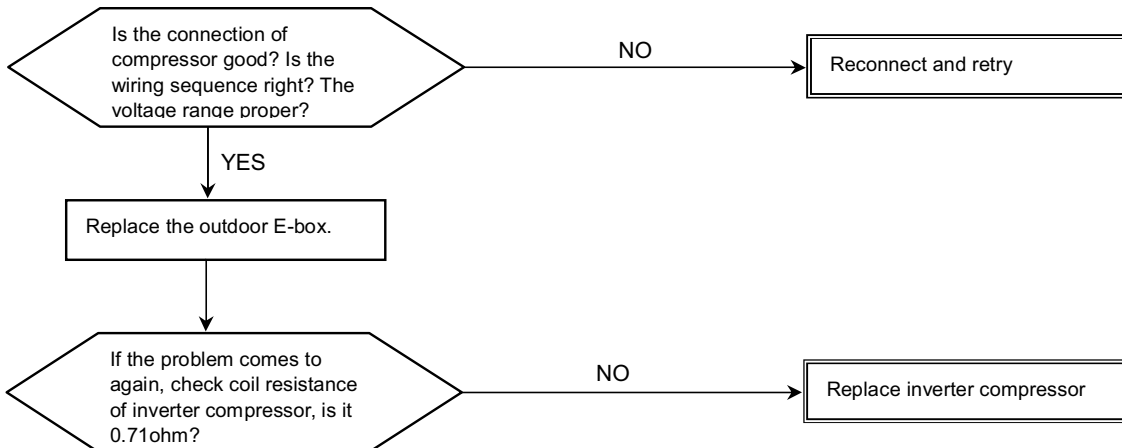 Is the connection of
compressor good? Is the
wiring sequence right? The
voltage range proper?
NO
Reconnect and retry
YES
Replace the outdoor E-box.
If the problem comes to
again, check coil resistance
of inverter compressor, is it
0.71ohm?
NO
Replace inverter compressor